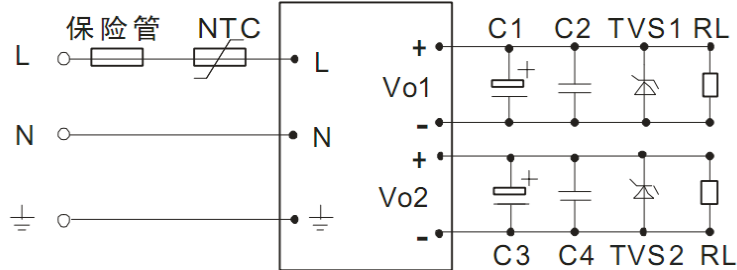 保险管 NTC C1 C2 TVS1 RL
L L + Vo1 -
N N + Vo2 -
C3 C4 TVS2 RL